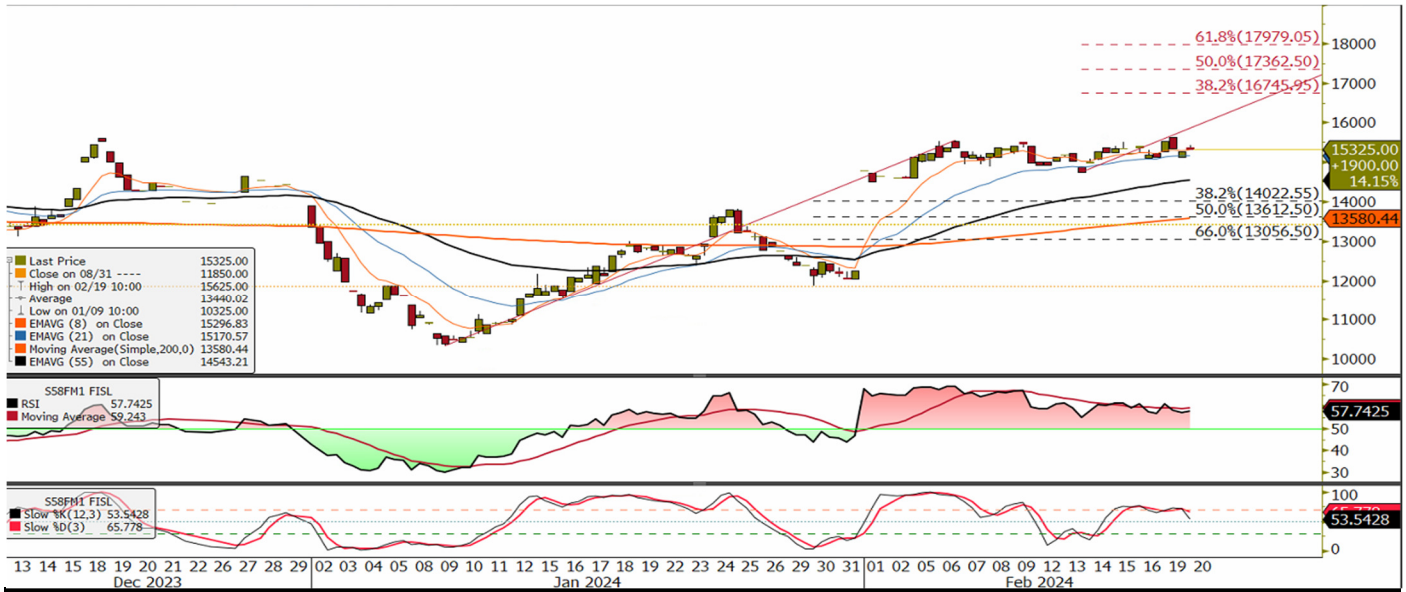 61.8%(17979.05)
50.0%(17362.50)
38.2%(16745.95)
18000
17000
16000
15325.00
+1900.00
14.15%
14000
13580.44
13000
12000
11000
10000
38.2%(14022.55)
50.0%(13612.50)
66.0%(13056.50)
Last Price 15325.00
Close on 08/31 ---- 11850.00
High on 02/19 10:00 15625.00
Average 13440.02
Low on 01/09 10:00 10325.00
EMAVG (8) on Close 15296.83
EMAVG (21) on Close 15170.57
Moving Average(Simple,200,0) 13580.44
EMAVG (55) on Close 14543.21
SS8FM1 FISL
RSI 57.7425
Moving Average 59.243
70
57.7425
50
40
30
SS8FM1 FISL
Slow %K(12,3) 53.5428
Slow %D(3) 65.778
100
53.5428
0
13 14 15 18 19 20 21 22 26 27 28 29 02 03 04 05 08 09 10 11 12 15 16 17 18 19 22 23 24 25 26 29 30 31 01 02 05 06 07 08 09 12 13 14 15 16 19 20
Dec 2023 Jan 2024 Feb 2024